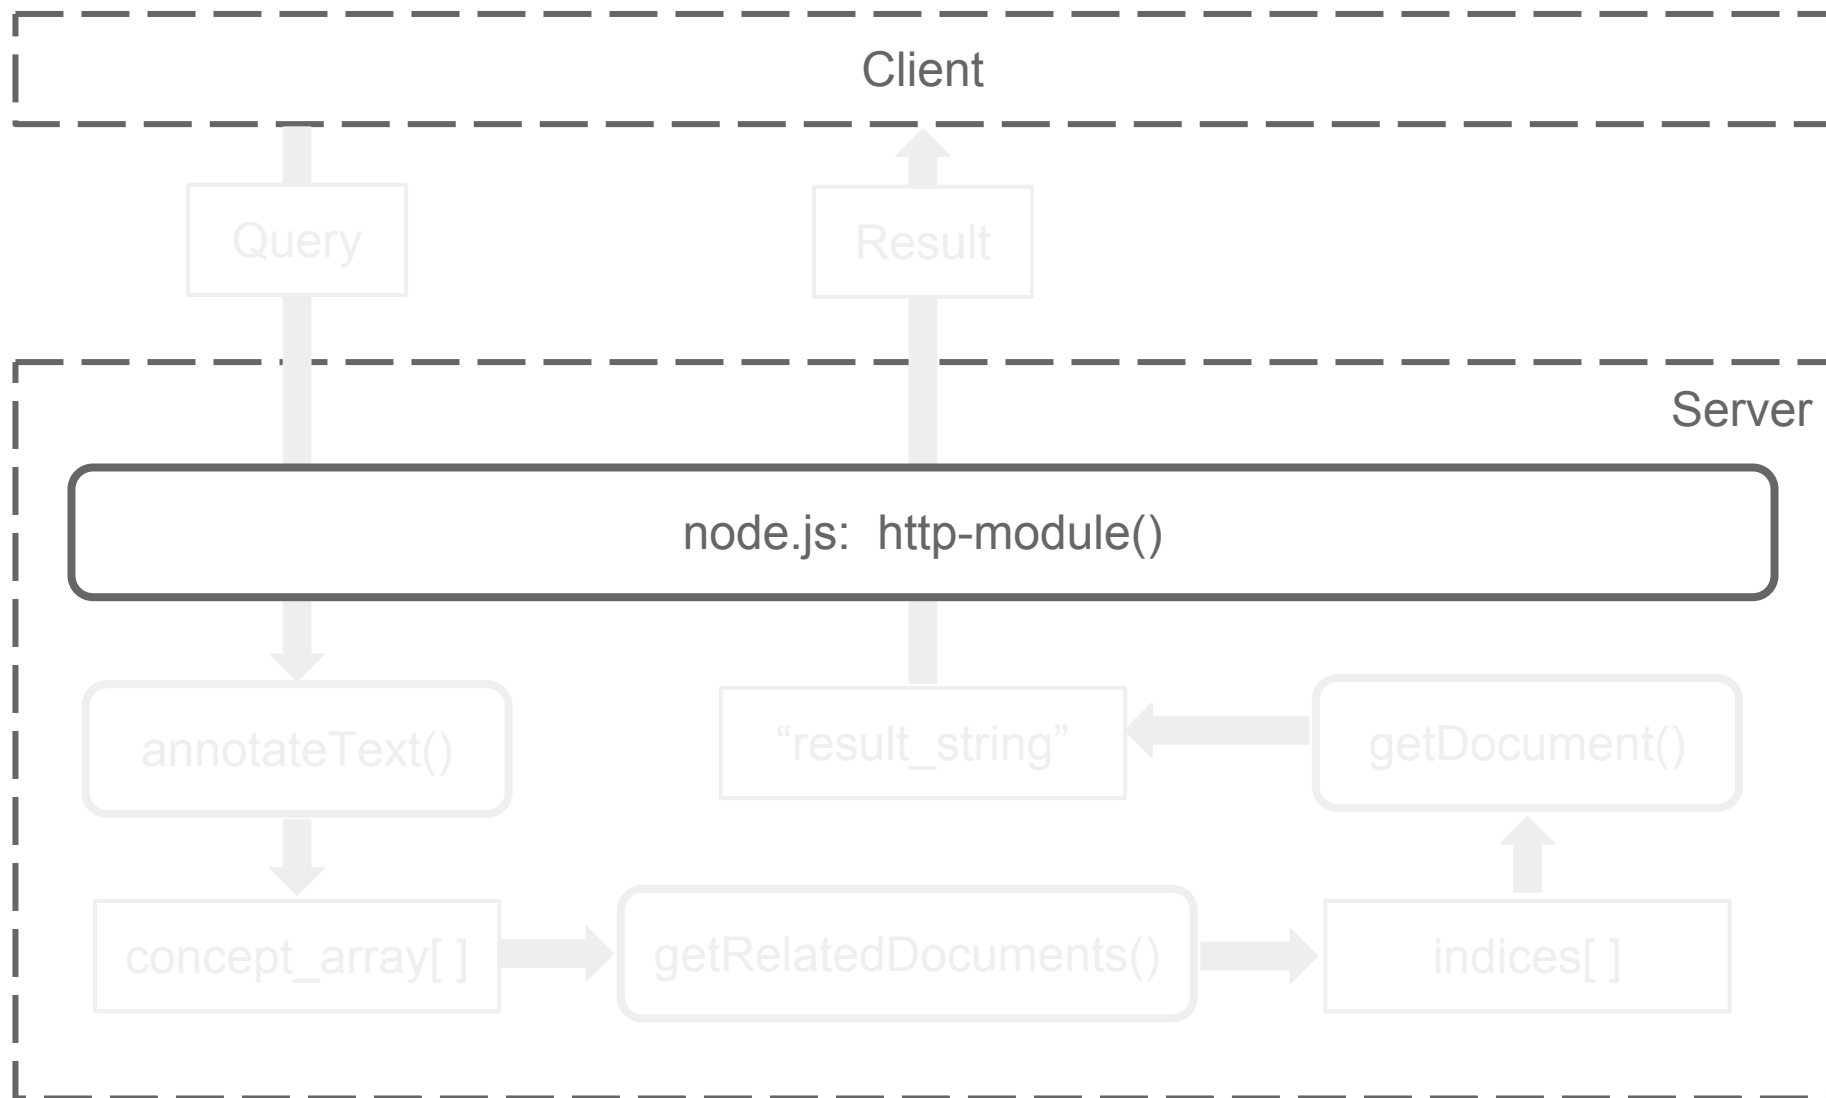 Client
Query
Result
Server
node.js:  http-module()
annotateText()
“result_string”
getDocument()
concept_array[ ]
getRelatedDocuments()
indices[ ]